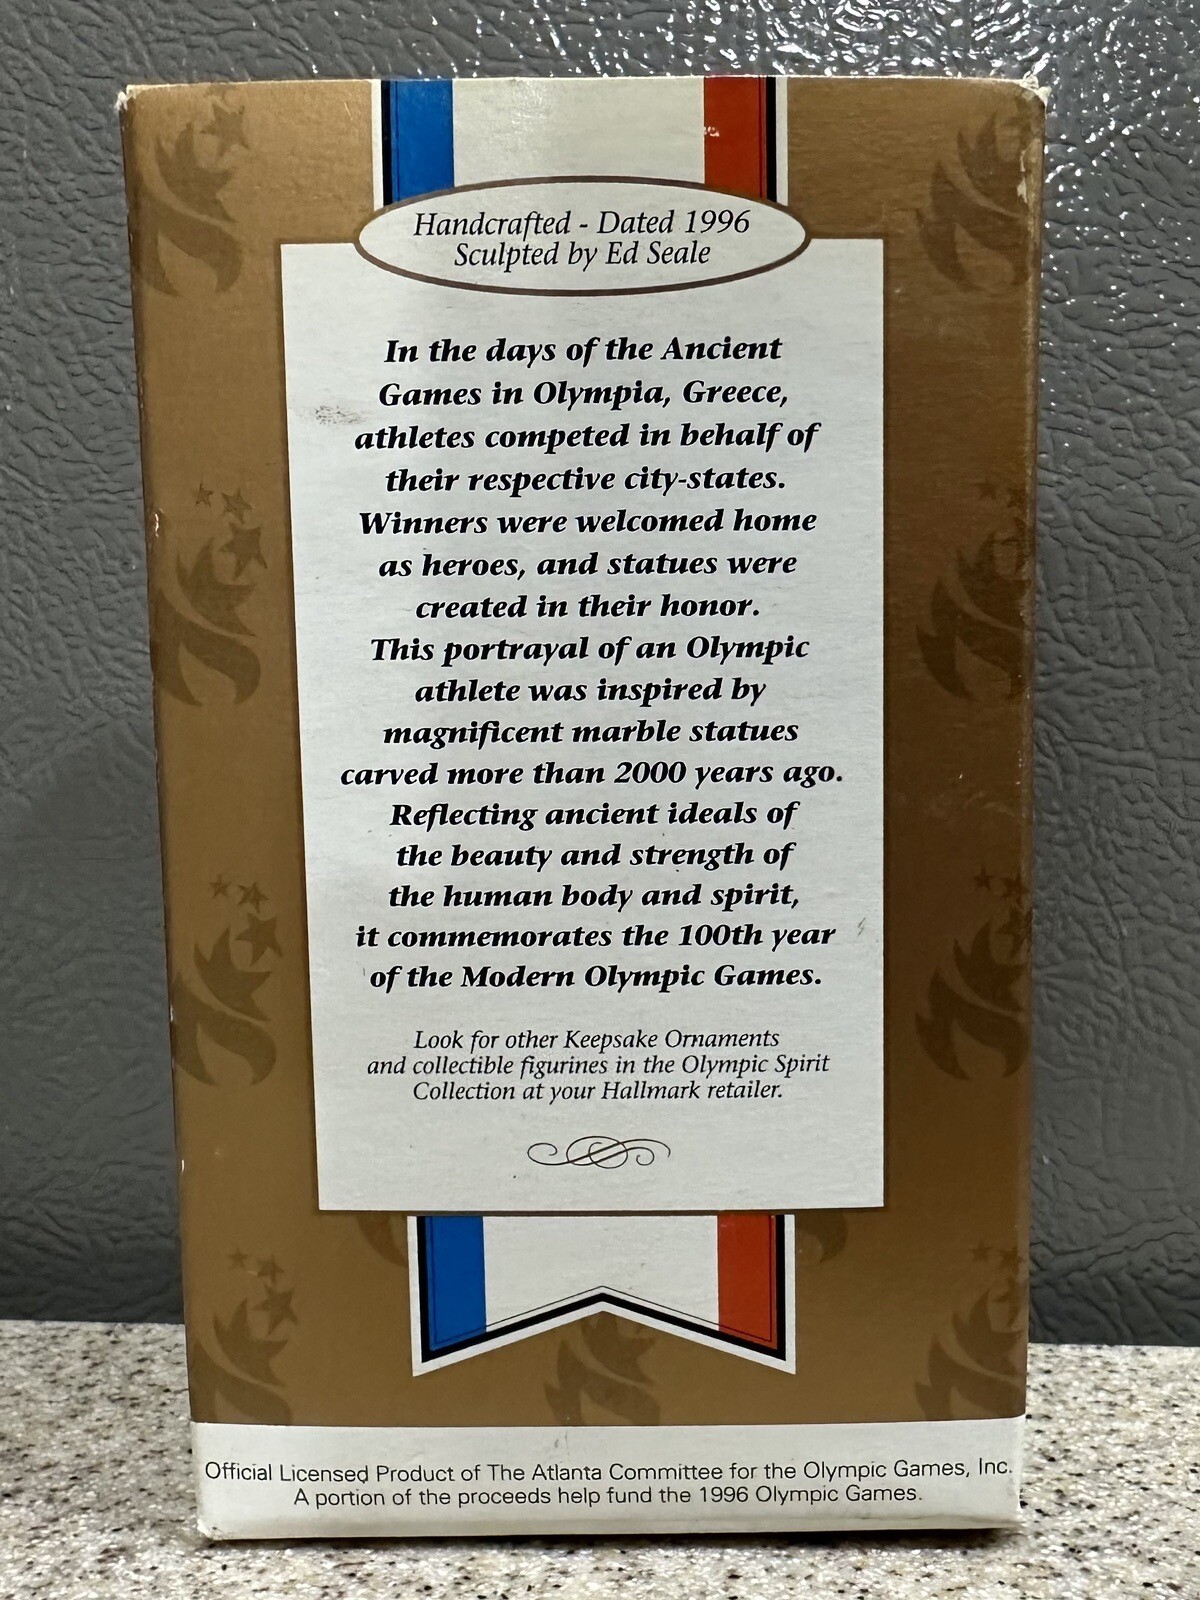 Handcrafted - Dated 1996
Sculpted by Ed Seale
In the days of the Ancient
Games in Olympia, Greece,
athletes competed in behalf of
their respective city-states.
Winners were welcomed home
as heroes, and statues were
created in their honor.
This portrayal of an Olympic
athlete was inspired by
magnificent marble statues
carved more than 2000 years ago.
Reflecting ancient ideals of
the beauty and strength of
the human body and spirit,
it commemorates the 100th year
of the Modern Olympic Games.
Look for other Keepsake Ornaments
and collectible figurines in the Olympic Spirit
Collection at your Hallmark retailer.
Official Licensed Product of The Atlanta Committee for the Olympic Games, Inc.
A portion of the proceeds help fund the 1996 Olympic Games.